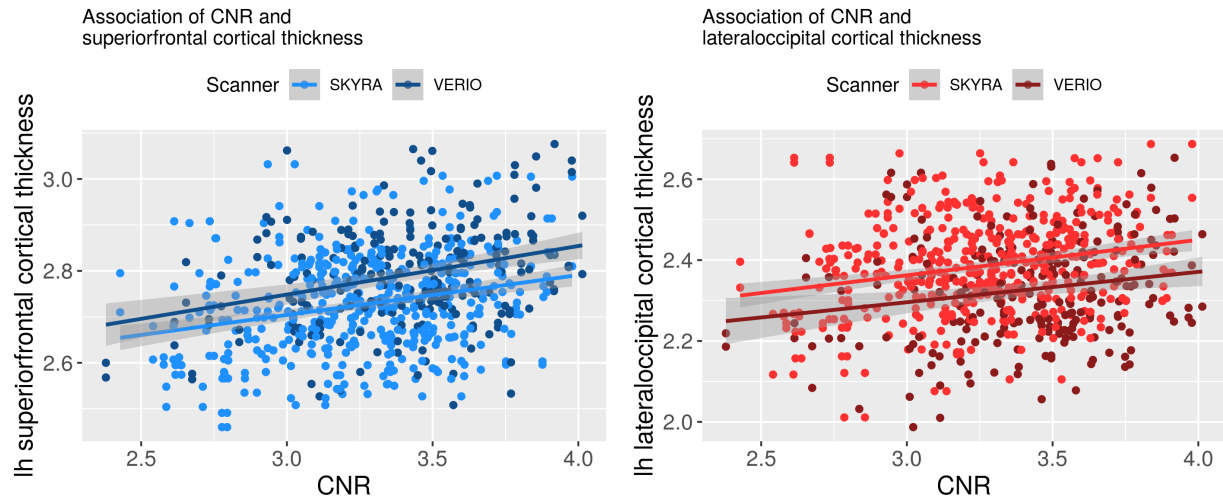 Association of CNR and
superiorfrontal cortical thickness
Scanner SKYRA VERIO
lh superiorfrontal cortical thickness
3.0
2.8
2.6
2.5 3.0 3.5 4.0
CNR
Association of CNR and
lateraloccipital cortical thickness
Scanner SKYRA VERIO
lh lateraloccipital cortical thickness
2.6
2.4
2.2
2.0
2.5 3.0 3.5 4.0
CNR